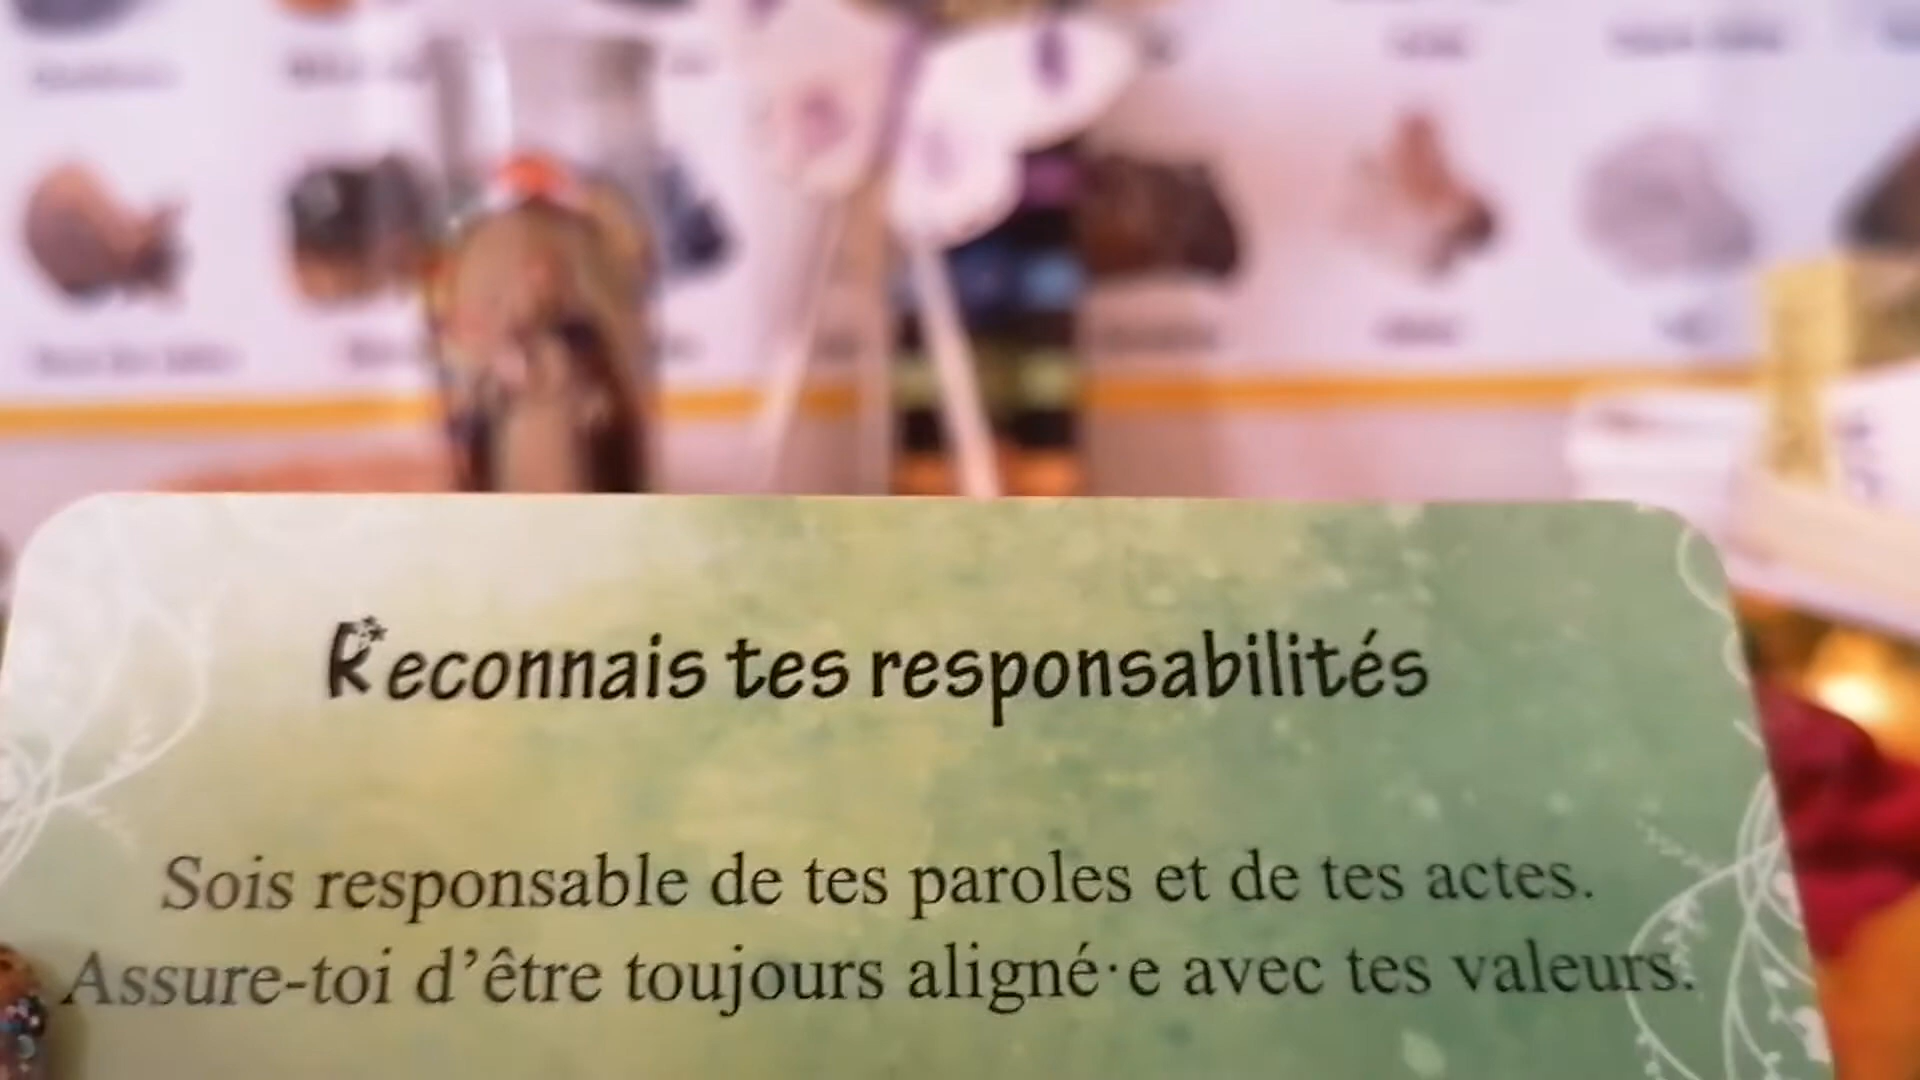 Reconnais tes responsabilités
Sois responsable de tes paroles et de tes actes.
Assure-toi d'être toujours aligné·e avec tes valeurs.